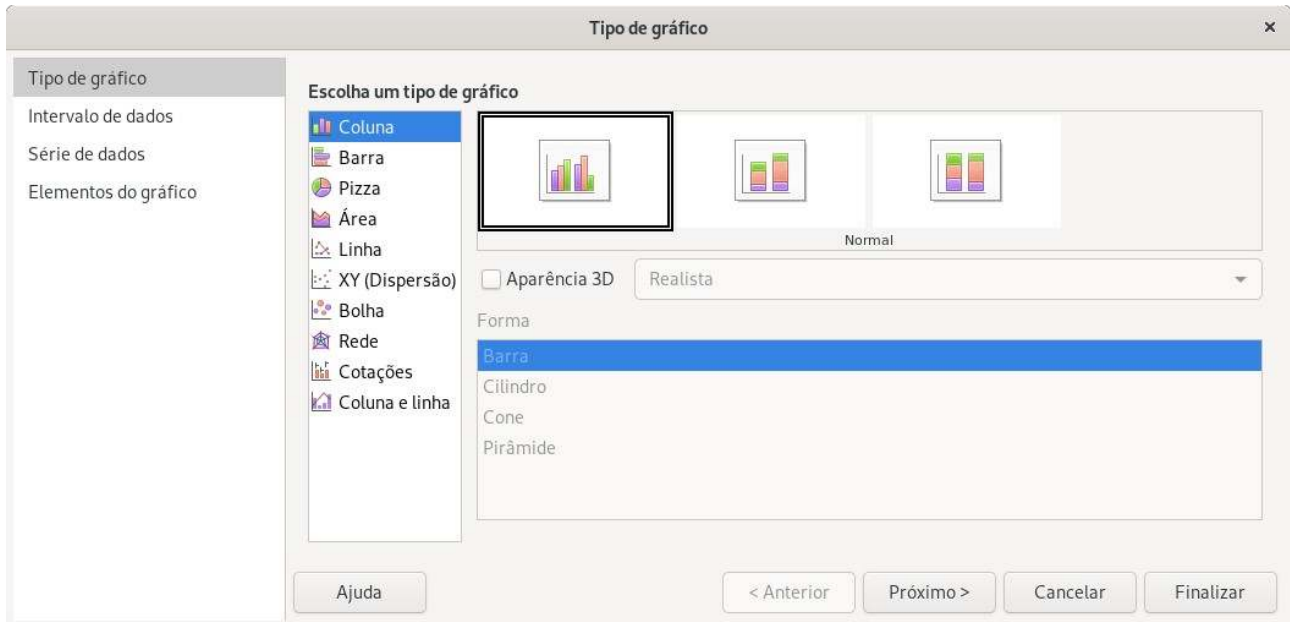 Tipo de gráfico
×
Tipo de gráfico
Intervalo de dados
Série de dados
Elementos do gráfico
Escolha um tipo de gráfico
Coluna
Barra
Pizza
Área
Linha
XY (Dispersão)
Bolha
Rede
Cotações
Coluna e linha
Normal
Aparência 3D
Realista
Forma
Barra
Cilindro
Cone
Pirâmide
Ajuda
< Anterior
Próximo >
Cancelar
Finalizar